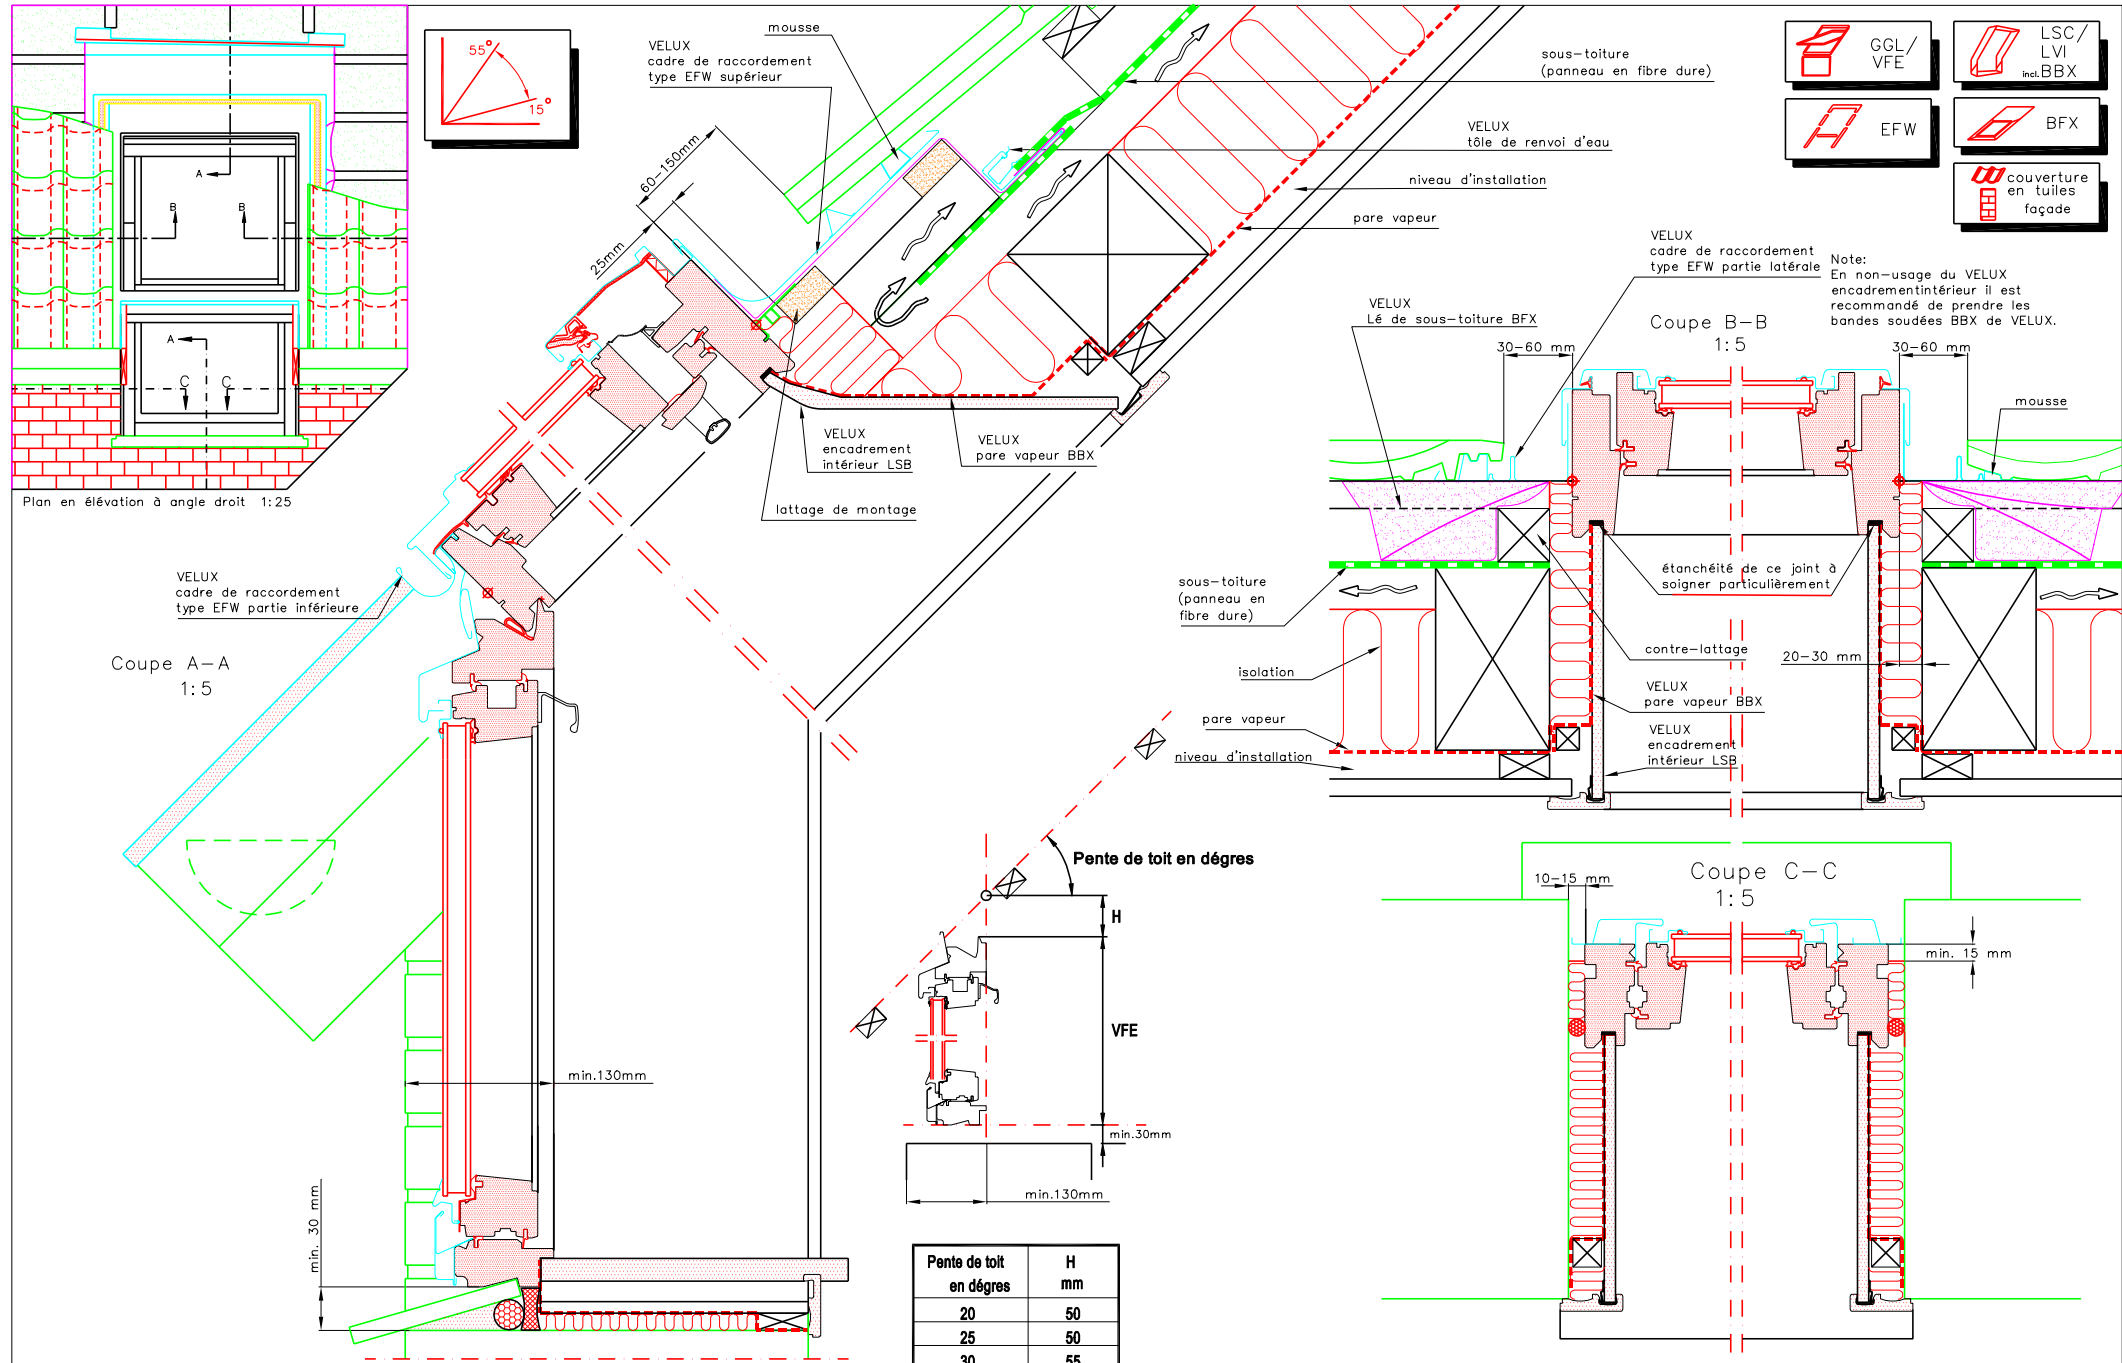 A
B
B
A
C
C
Plan en élévation à angle droit 1:25
55°
15°
VELUX
cadre de raccordement
type EFW supérieur
mousse
60-150mm
25mm
sous-toiture
(panneau en fibre dure)
VELUX
tôle de renvoi d'eau
niveau d'installation
pare vapeur
VELUX
encadrement
intérieur LSB
VELUX
pare vapeur BBX
lattage de montage
VELUX
cadre de raccordement
type EFW partie inférieure
Coupe A-A
1:5
min.130mm
min. 30 mm
GGL/
VFE
LSC/
LVI
incl.BBX
EFW
BFX
couverture
en tuiles
façade
VELUX
cadre de raccordement
type EFW partie latérale
Note:
En non-usage du VELUX
encadrementintérieur il est
recommandé de prendre les
bandes soudées BBX de VELUX.
VELUX
Lé de sous-toiture BFX
Coupe B-B
1:5
30-60 mm
30-60 mm
mousse
sous-toiture
(panneau en
fibre dure)
étanchéité de ce joint à
soigner particulièrement
contre-lattage
20-30 mm
isolation
VELUX
pare vapeur BBX
pare vapeur
VELUX
encadrement
intérieur LSB
niveau d'installation
Pente de toit en dégres
H
VFE
min.30mm
min.130mm
Coupe C-C
1:5
10-15 mm
min. 15 mm
Pente de toit
en dégres
H
mm
20 50
25 50
30 55